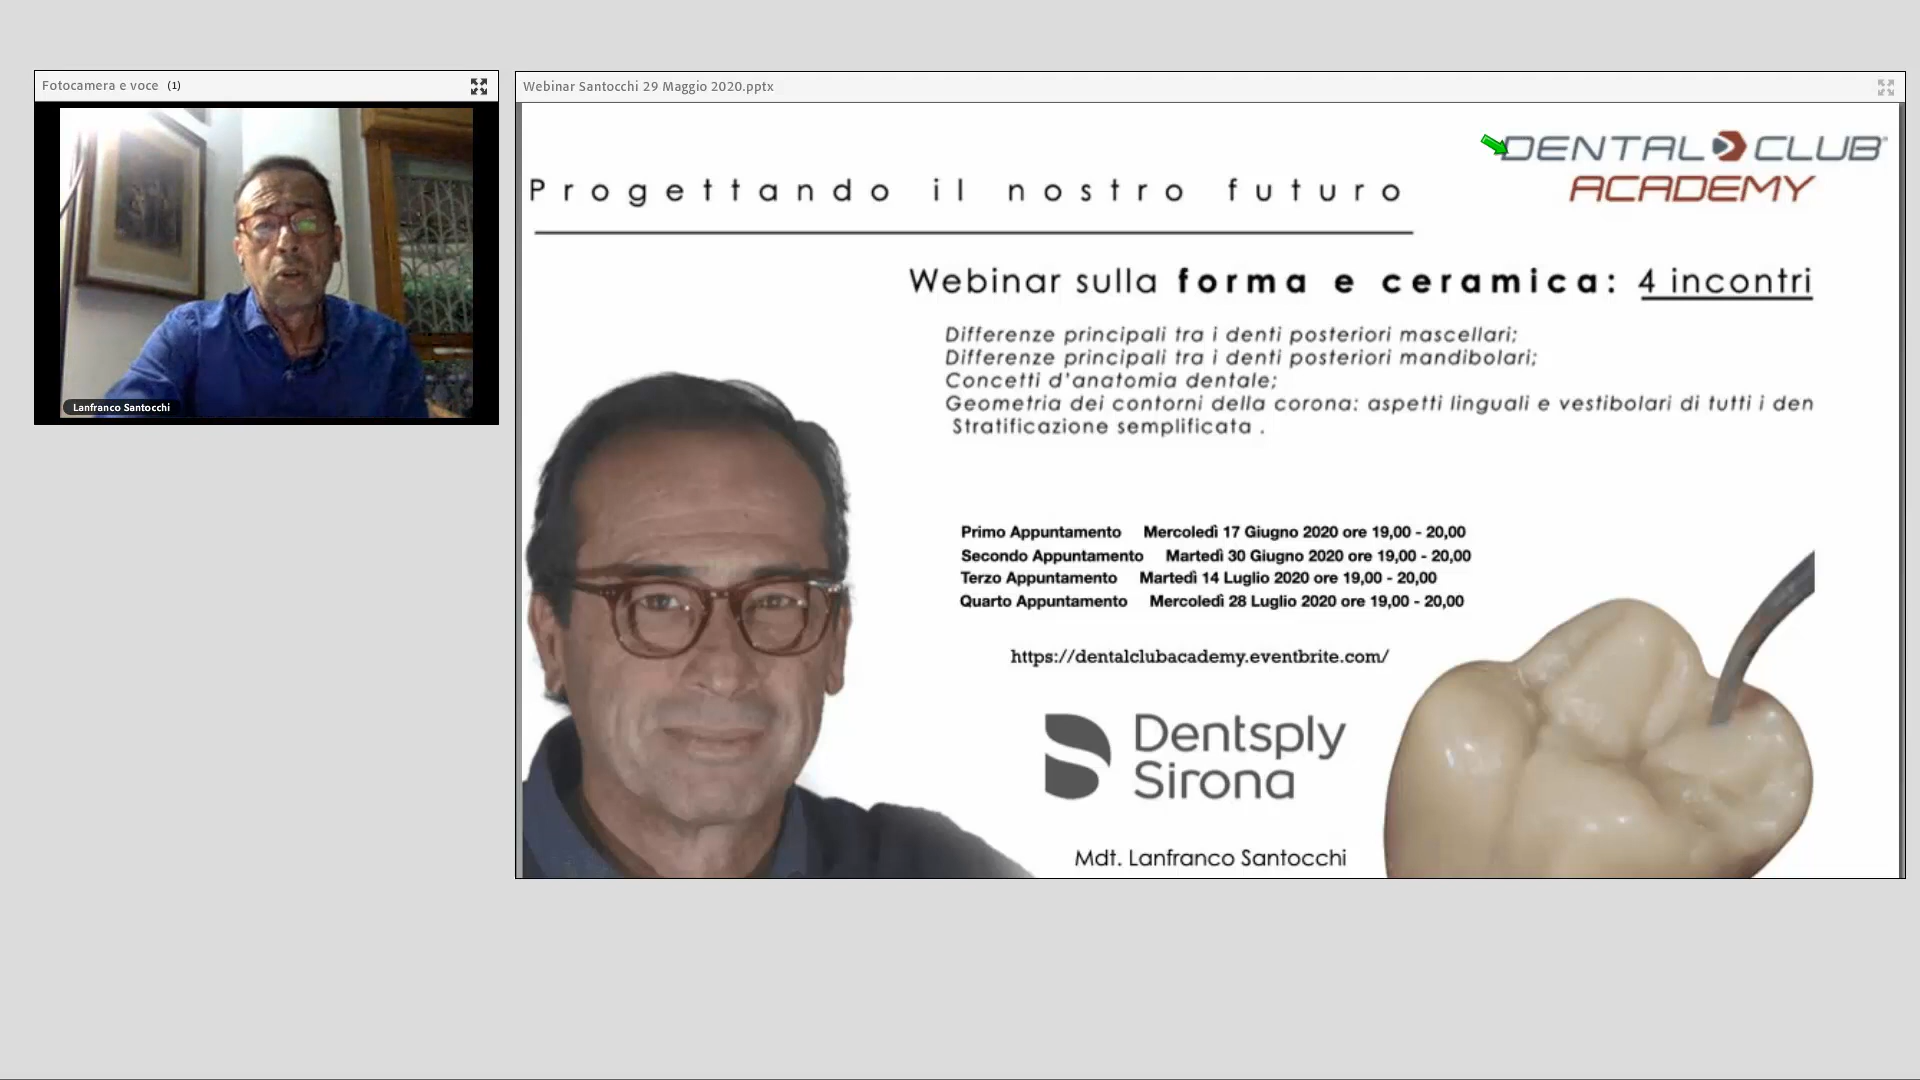 Fotocamera e voce (1)
Lanfranco Santocchi
Webinar Santocchi 29 Maggio 2020.pptx
DENTAL CLUB
ACADEMY
Progettando il nostro futuro
Webinar sulla forma e ceramica: 4 incontri
Differenze principali tra i denti posteriori mascellari;
Differenze principali tra i denti posteriori mandibolari;
Concetti d'anatomia dentale;
Geometria dei contorni della corona: aspetti linguali e vestibolari di tutti i den
Stratificazione semplificata .
Primo Appuntamento Mercoledì 17 Giugno 2020 ore 19,00 - 20,00
Secondo Appuntamento Martedì 30 Giugno 2020 ore 19,00 - 20,00
Terzo Appuntamento Martedì 14 Luglio 2020 ore 19,00 - 20,00
Quarto Appuntamento Mercoledì 28 Luglio 2020 ore 19,00 - 20,00
https://dentalclubacademy.eventbrite.com/
Dentsply
Sirona
Mdt. Lanfranco Santocchi